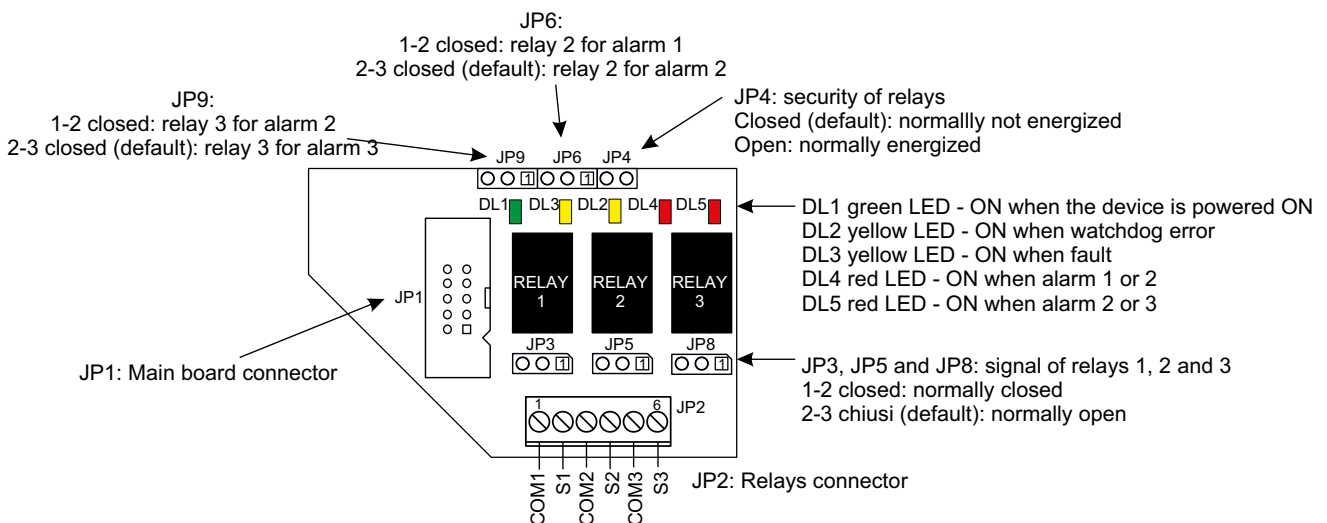 JP6:
1-2 closed: relay 2 for alarm 1
2-3 closed (default): relay 2 for alarm 2
JP9:
1-2 closed: relay 3 for alarm 2
2-3 closed (default): relay 3 for alarm 3
JP4: security of relays
Closed (default): normallly not energized
Open: normally energized
JP9 JP6 JP4
1 1
DL1 DL3 DL2 DL4 DL5
DL1 green LED - ON when the device is powered ON
DL2 yellow LED - ON when watchdog error
DL3 yellow LED - ON when fault
DL4 red LED - ON when alarm 1 or 2
DL5 red LED - ON when alarm 2 or 3
JP1
RELAY
1
RELAY
2
RELAY
3
JP3 JP5 JP8
1 1 1
JP1: Main board connector
JP3, JP5 and JP8: signal of relays 1, 2 and 3
1-2 closed: normally closed
2-3 chiusi (default): normally open
1 6
JP2
COM1
S1
COM2
S2
COM3
S3
JP2: Relays connector